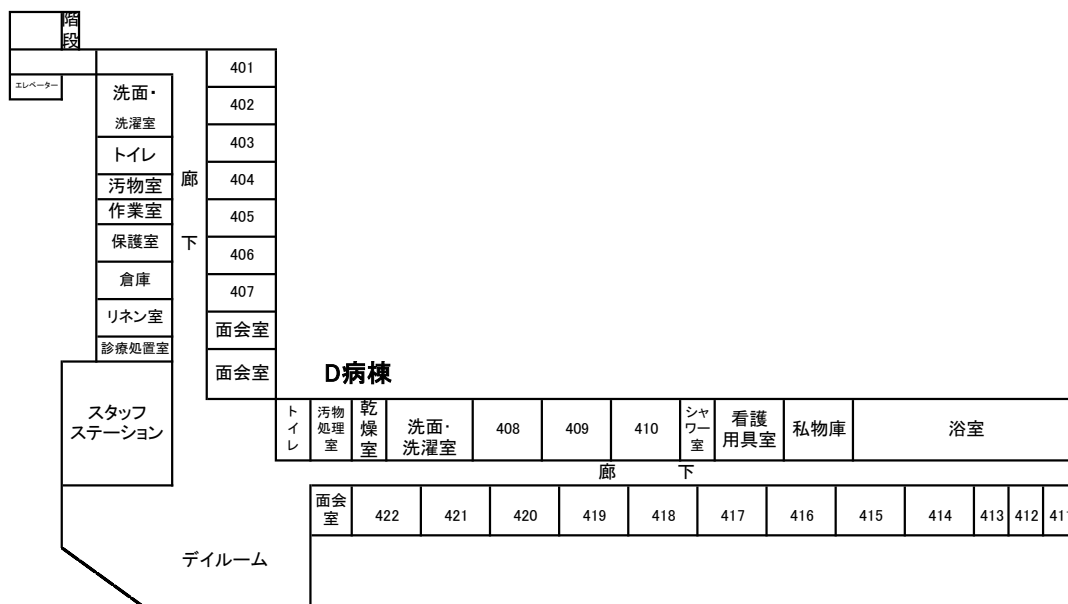 階
段
エレベーター
401
402
403
404
405
406
407
面会室
面会室
洗面・
洗濯室
トイレ
汚物室
作業室
保護室
倉庫
リネン室
診療処置室
廊
下
スタッフ
ステーション
D病棟
トイレ
汚物
処理
室
乾燥室
洗面・
洗濯室
408
409
410
シャ
ワー
室
看護
用具室
私物庫
浴室
廊 下
面会
室
422
421
420
419
418
417
416
415
414
413
412
411
デイルーム